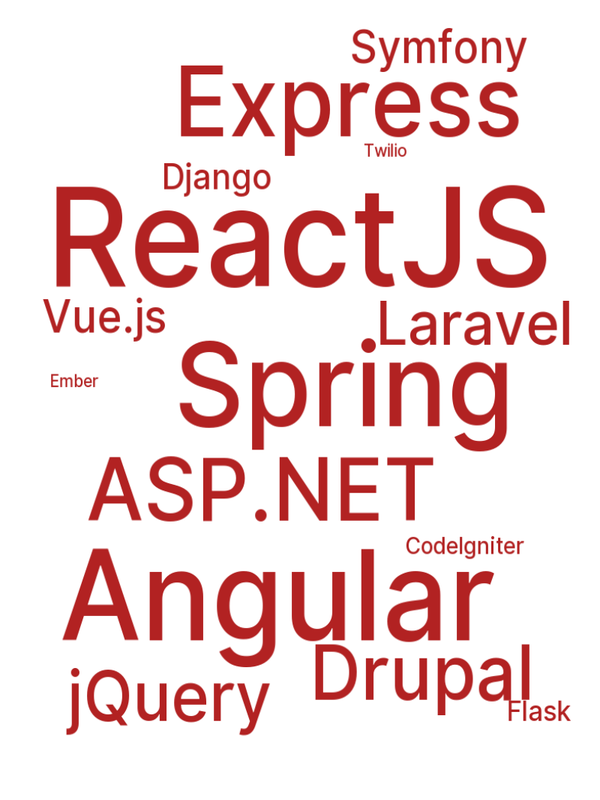 Symfony
Express
Twilio
Django
ReactJS
Vue.js
Laravel
Spring
Ember
ASP.NET
CodeIgniter
Angular
Drupal
jQuery
Flask